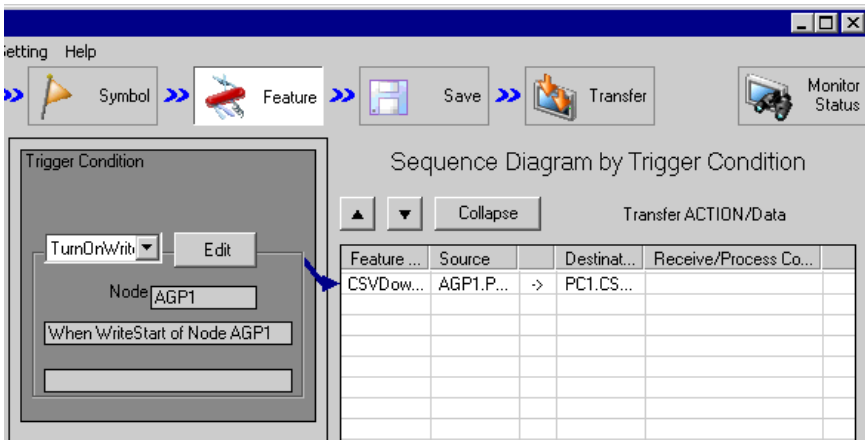 Setting Help
Symbol
Feature
Save
Transfer
Monitor
Status
Trigger Condition
TurnOnWrit
Edit
Node AGP1
When WriteStart of Node AGP1
Sequence Diagram by Trigger Condition
Collapse
Transfer ACTION/Data
Feature ... Source Destinat... Receive/Process Co...
CSVDow... AGP1.P... -> PC1.CS...